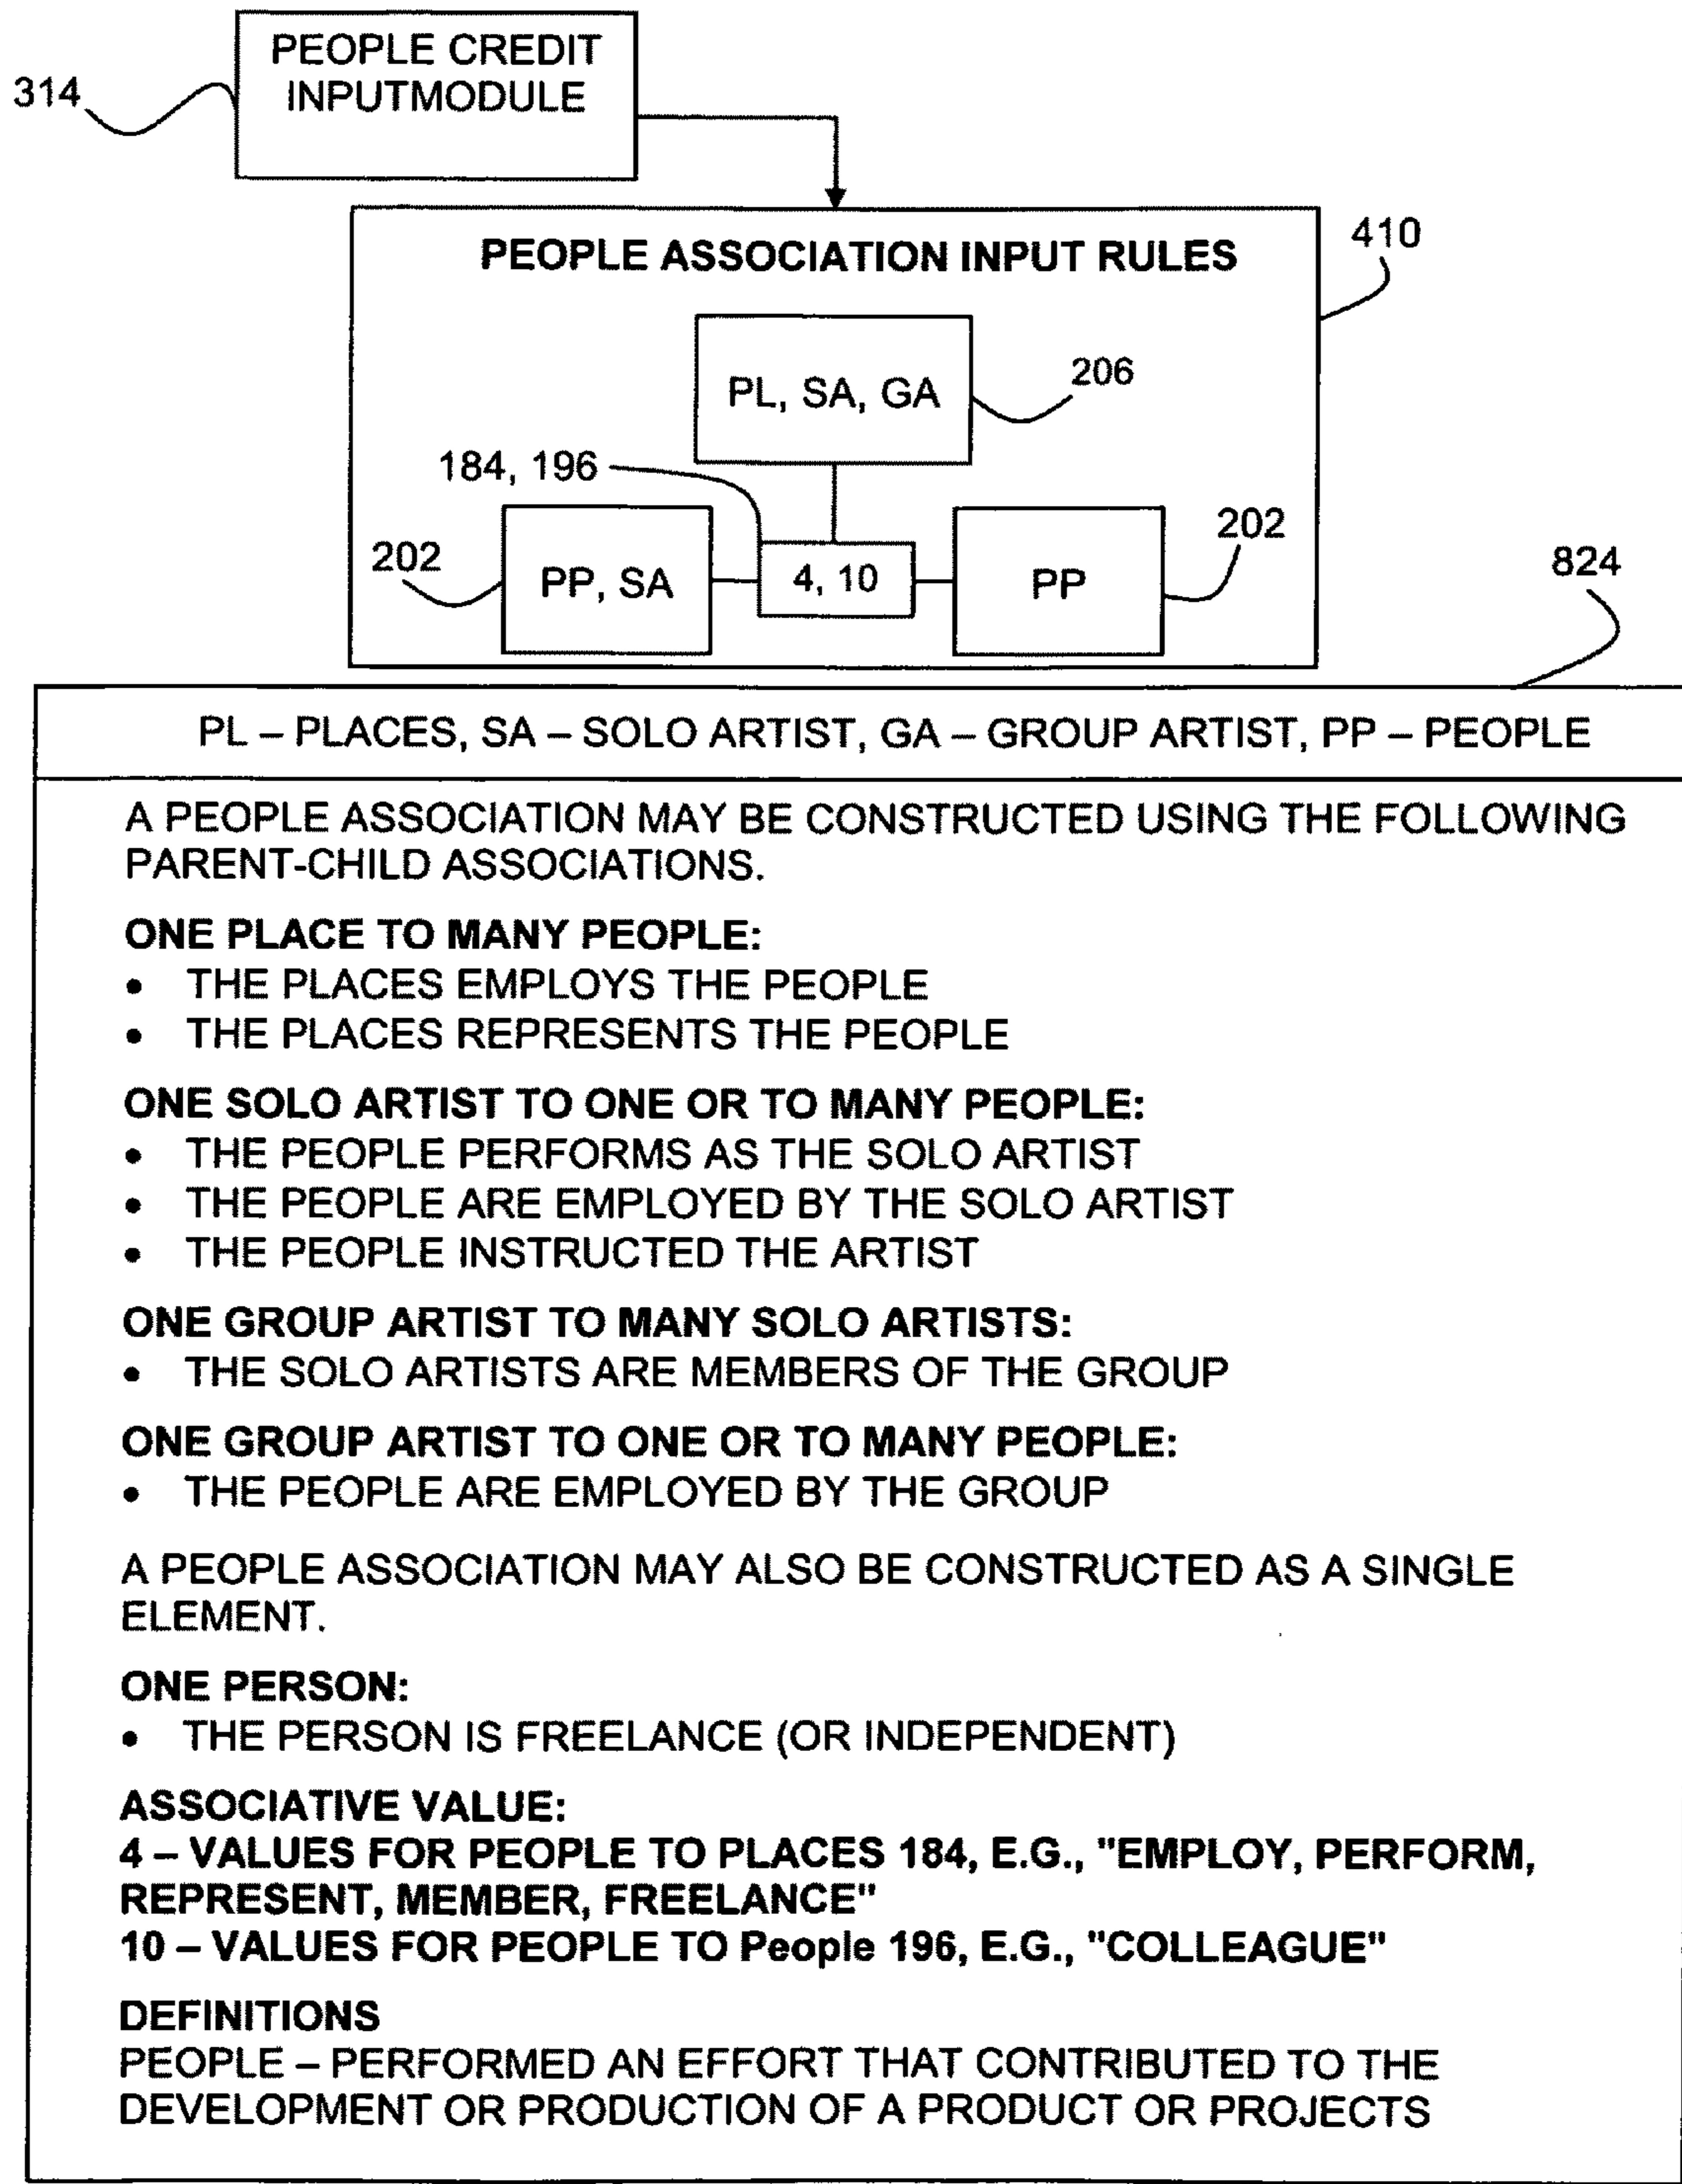 PEOPLE CREDIT
INPUTMODULE
314
PEOPLE ASSOCIATION INPUT RULES
410
PL, SA, GA
206
184, 196
202
PP, SA
4, 10
PP
202
824
PL – PLACES, SA – SOLO ARTIST, GA – GROUP ARTIST, PP – PEOPLE
A PEOPLE ASSOCIATION MAY BE CONSTRUCTED USING THE FOLLOWING
PARENT-CHILD ASSOCIATIONS.
ONE PLACE TO MANY PEOPLE:
• THE PLACES EMPLOYS THE PEOPLE
• THE PLACES REPRESENTS THE PEOPLE
ONE SOLO ARTIST TO ONE OR TO MANY PEOPLE:
• THE PEOPLE PERFORMS AS THE SOLO ARTIST
• THE PEOPLE ARE EMPLOYED BY THE SOLO ARTIST
• THE PEOPLE INSTRUCTED THE ARTIST
ONE GROUP ARTIST TO MANY SOLO ARTISTS:
• THE SOLO ARTISTS ARE MEMBERS OF THE GROUP
ONE GROUP ARTIST TO ONE OR TO MANY PEOPLE:
• THE PEOPLE ARE EMPLOYED BY THE GROUP
A PEOPLE ASSOCIATION MAY ALSO BE CONSTRUCTED AS A SINGLE
ELEMENT.
ONE PERSON:
• THE PERSON IS FREELANCE (OR INDEPENDENT)
ASSOCIATIVE VALUE:
4 – VALUES FOR PEOPLE TO PLACES 184, E.G., "EMPLOY, PERFORM,
REPRESENT, MEMBER, FREELANCE"
10 – VALUES FOR PEOPLE TO People 196, E.G., "COLLEAGUE"
DEFINITIONS
PEOPLE – PERFORMED AN EFFORT THAT CONTRIBUTED TO THE
DEVELOPMENT OR PRODUCTION OF A PRODUCT OR PROJECTS